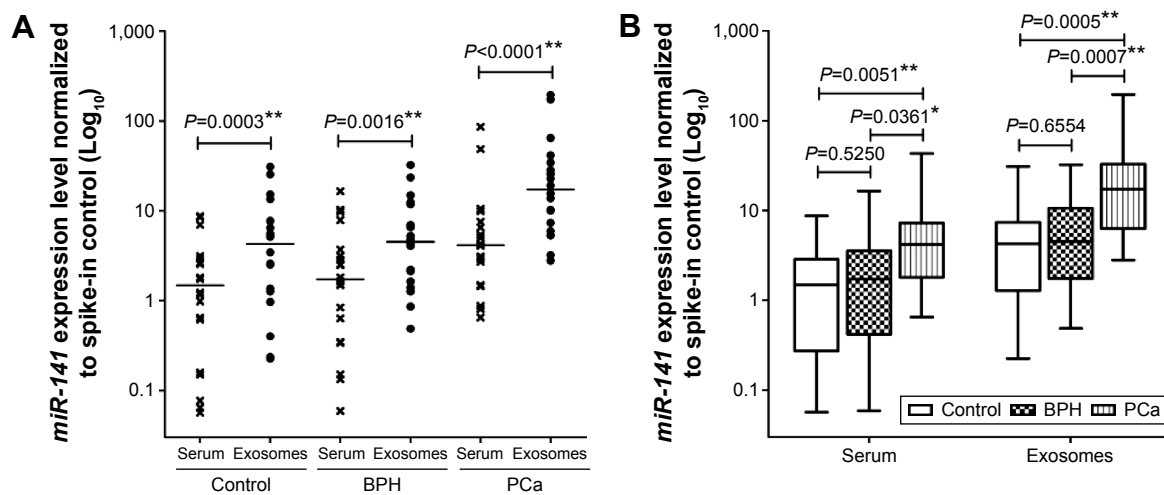 A
miR-141 expression level normalized
to spike-in control (Log10)
1,000
100
10
1
0.1
P=0.0003**
P=0.0016**
P<0.0001**
Serum Exosomes Serum Exosomes Serum Exosomes
Control BPH PCa
B
miR-141 expression level normalized
to spike-in control (Log10)
1,000
100
10
1
0.1
P=0.0005**
P=0.0007**
P=0.0051**
P=0.0361*
P=0.5250
P=0.6554
Control BPH PCa
Serum Exosomes